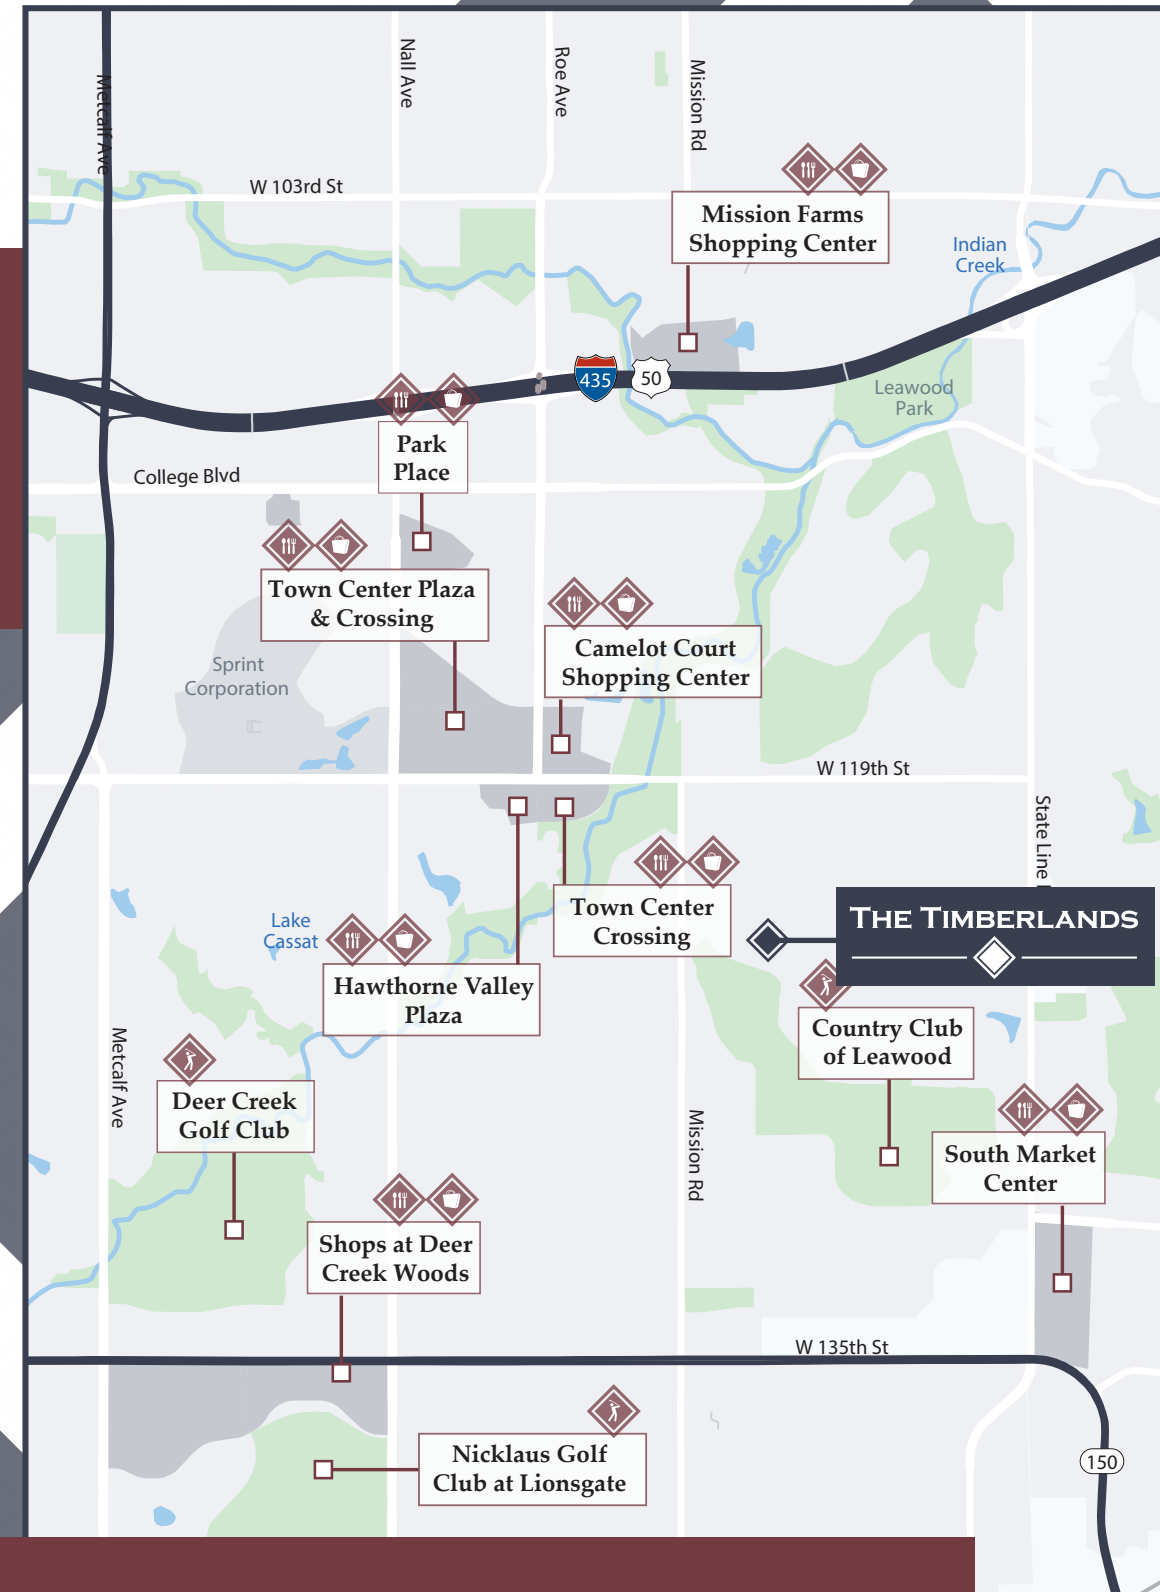 Metcalf Ave
Nall Ave
Roe Ave
Mission Rd
W 103rd St
Mission Farms
Shopping Center
Indian
Creek
435
50
Leawood
Park
Park
Place
College Blvd
Town Center Plaza
& Crossing
Camelot Court
Shopping Center
Sprint
Corporation
W 119th St
State Line
Town Center
Crossing
THE TIMBERLANDS
Lake
Cassat
Hawthorne Valley
Plaza
Country Club
of Leawood
Metcalf Ave
Deer Creek
Golf Club
Mission Rd
South Market
Center
Shops at Deer
Creek Woods
W 135th St
Nicklaus Golf
Club at Lionsgate
150